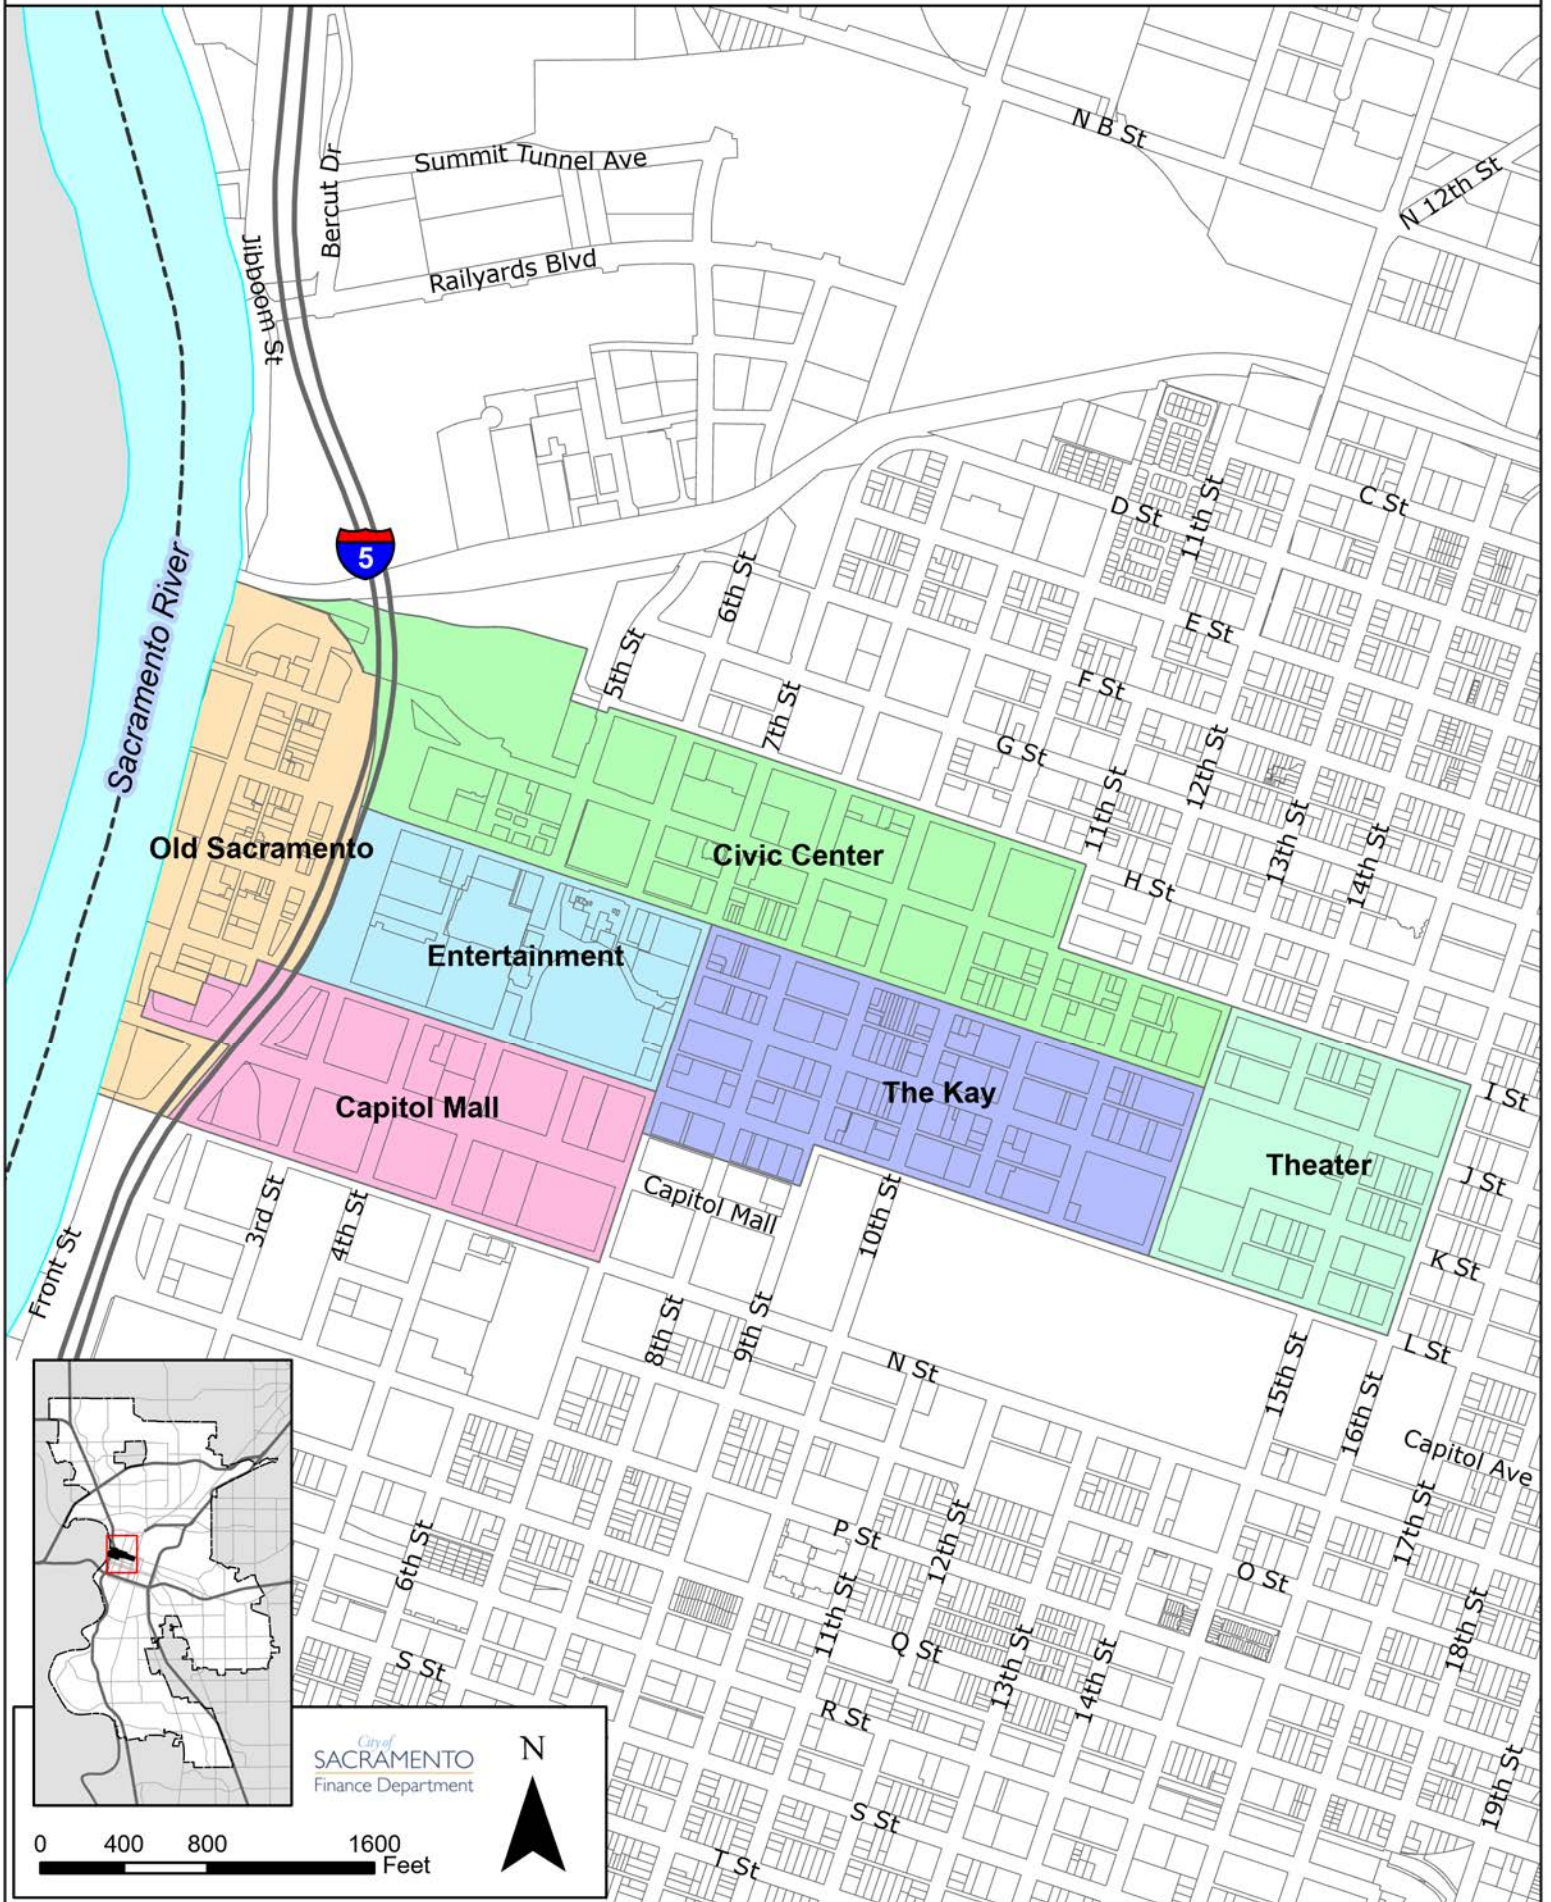 N B St
Summit Tunnel Ave
Bercut Dr
N 12th St
Railyards Blvd
Jibboom St
C St
D St
11th St
5
6th St
E St
Sacramento River
5th St
F St
7th St
G St
12th St
11th St
13th St
14th St
Old Sacramento
Civic Center
H St
Entertainment
The Kay
I St
Capitol Mall
Theater
J St
Capitol Mall
3rd St
4th St
10th St
K St
Front St
8th St
9th St
L St
N St
15th St
16th St
Capitol Ave
17th St
P St
12th St
6th St
O St
11th St
18th St
Q St
S St
13th St
14th St
R St
City of
SACRAMENTO
Finance Department
N
19th St
S St
0 400 800 1600
Feet
T St